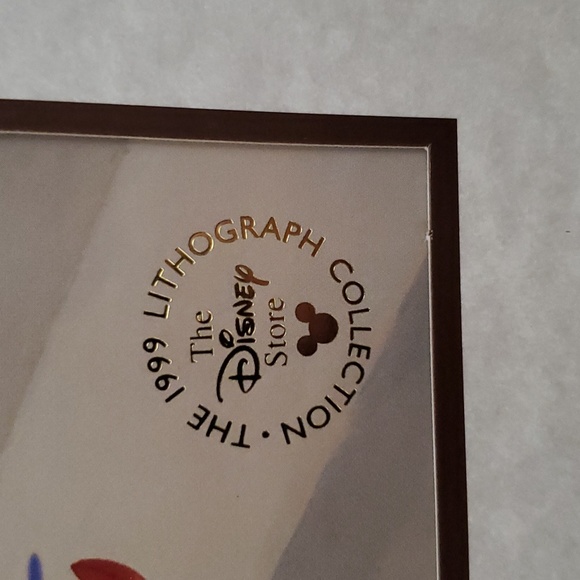 THE 1999 LITHOGRAPH COLLECTION •
The
Disney
Store